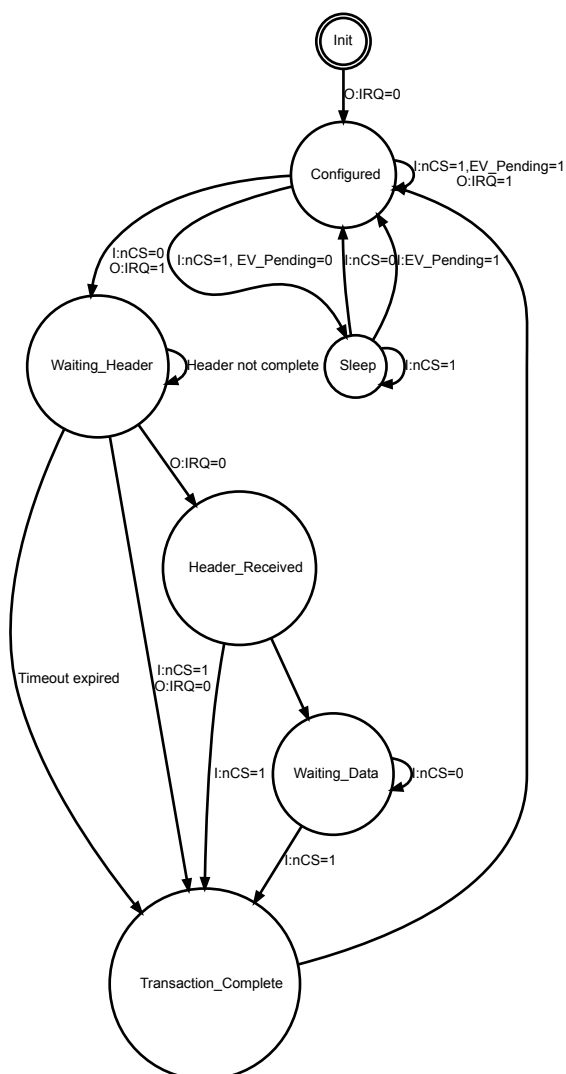 Init
O:IRQ=0
Configured
I:nCS=1,EV_Pending=1
O:IRQ=1
I:nCS=0
O:IRQ=1
I:nCS=1, EV_Pending=0
I:nCS=0
I:EV_Pending=1
Waiting_Header
Header not complete
Sleep
I:nCS=1
O:IRQ=0
Header_Received
Timeout expired
I:nCS=1
O:IRQ=0
I:nCS=1
Waiting_Data
I:nCS=0
I:nCS=1
Transaction_Complete